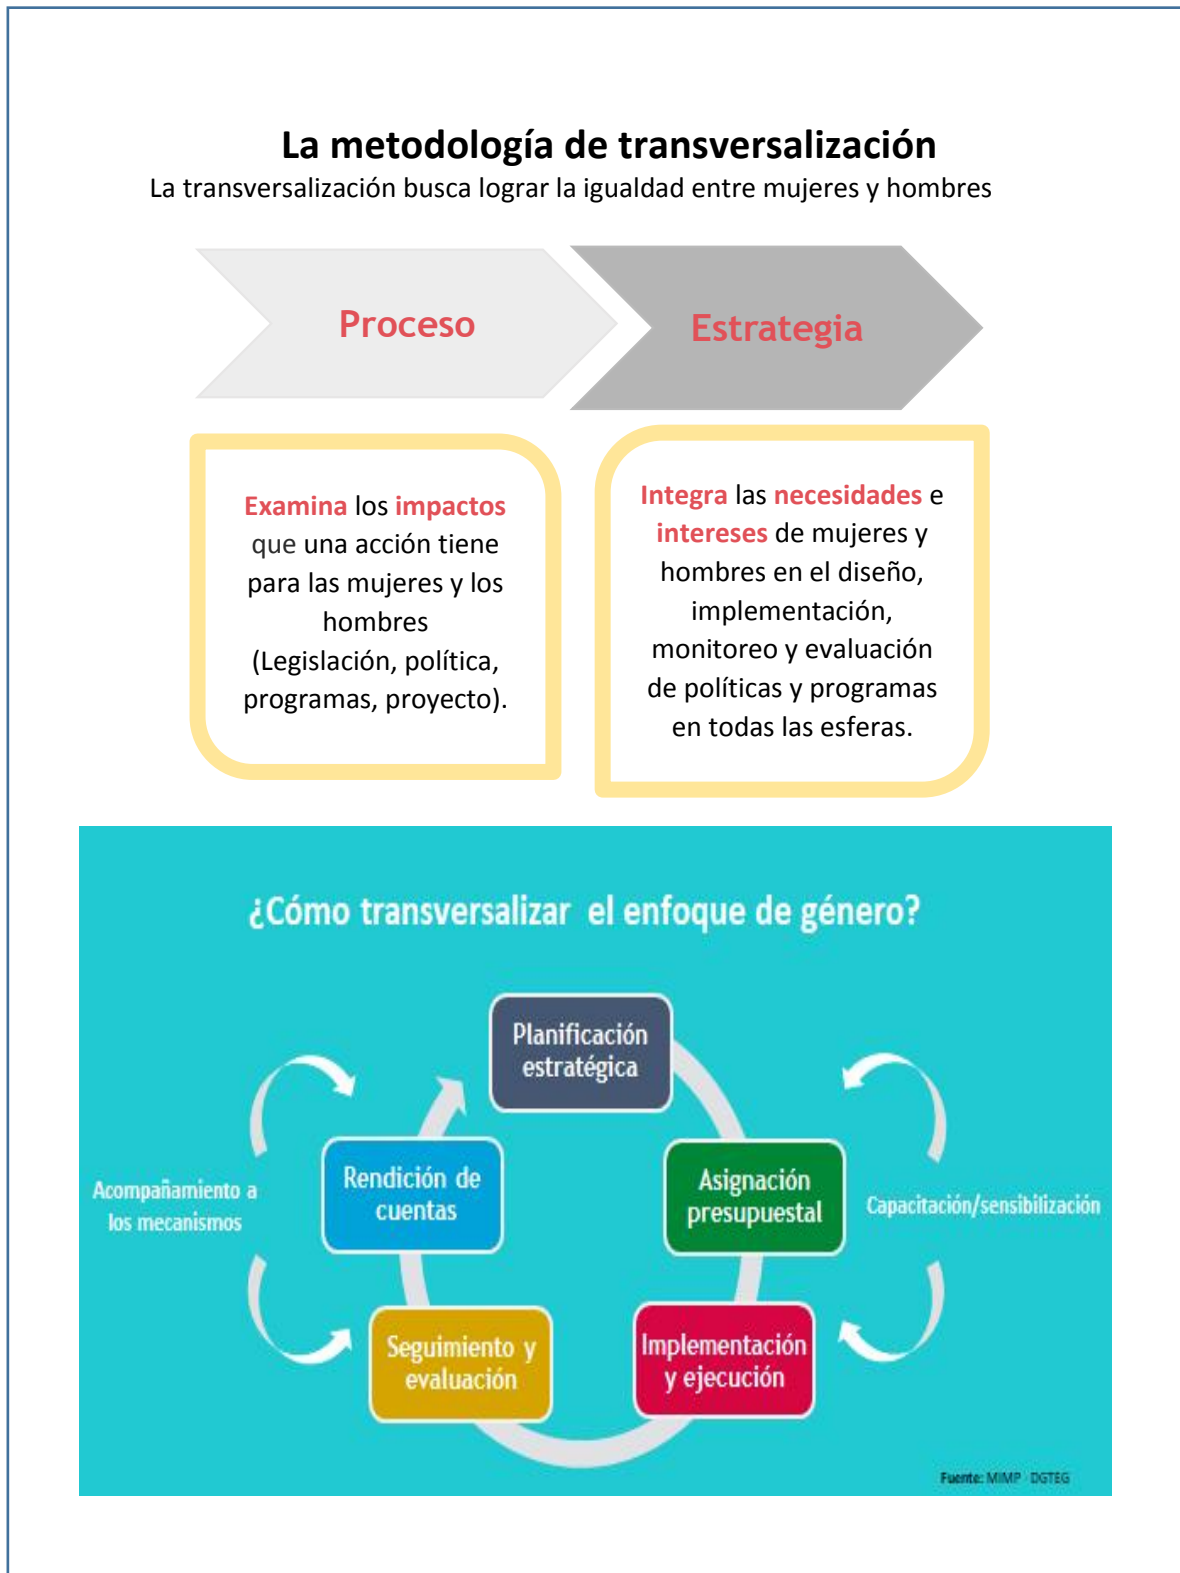 La metodología de transversalización
La transversalización busca lograr la igualdad entre mujeres y hombres
Proceso
Estrategia
Examina los impactos
que una acción tiene
para las mujeres y los
hombres
(Legislación, política,
programas, proyecto).
Integra las necesidades e
intereses de mujeres y
hombres en el diseño,
implementación,
monitoreo y evaluación
de políticas y programas
en todas las esferas.
¿Cómo transversalizar el enfoque de género?
Planificación
estratégica
Asignación
presupuestal
Implementación
y ejecución
Seguimiento y
evaluación
Rendición de
cuentas
Acompañamiento a
los mecanismos
Capacitación/sensibilización
Fuente: MIMP - DGTEG